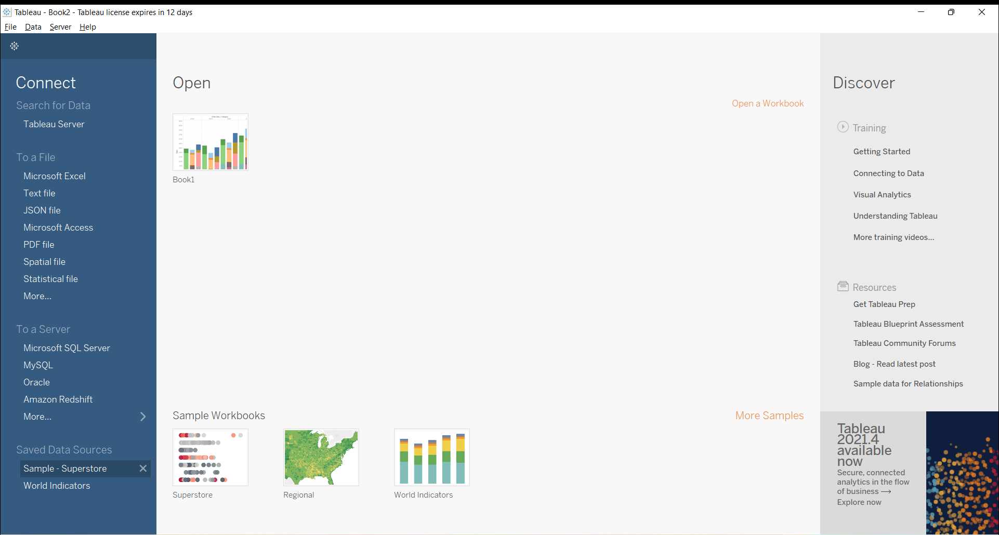 Tableau - Book2 - Tableau license expires in 12 days
File Data Server Help
Connect
Search for Data
Tableau Server
To a File
Microsoft Excel
Text file
JSON file
Microsoft Access
PDF file
Spatial file
Statistical file
More...
To a Server
Microsoft SQL Server
MySQL
Oracle
Amazon Redshift
More...
Saved Data Sources
Sample - Superstore
World Indicators
Open
Open a Workbook
Book1
Sample Workbooks
More Samples
Superstore
Regional
World Indicators
Discover
Training
Getting Started
Connecting to Data
Visual Analytics
Understanding Tableau
More training videos...
Resources
Get Tableau Prep
Tableau Blueprint Assessment
Tableau Community Forums
Blog - Read latest post
Sample data for Relationships
Tableau
2021.4
available
now
Secure, connected
analytics in the flow
of business →
Explore now